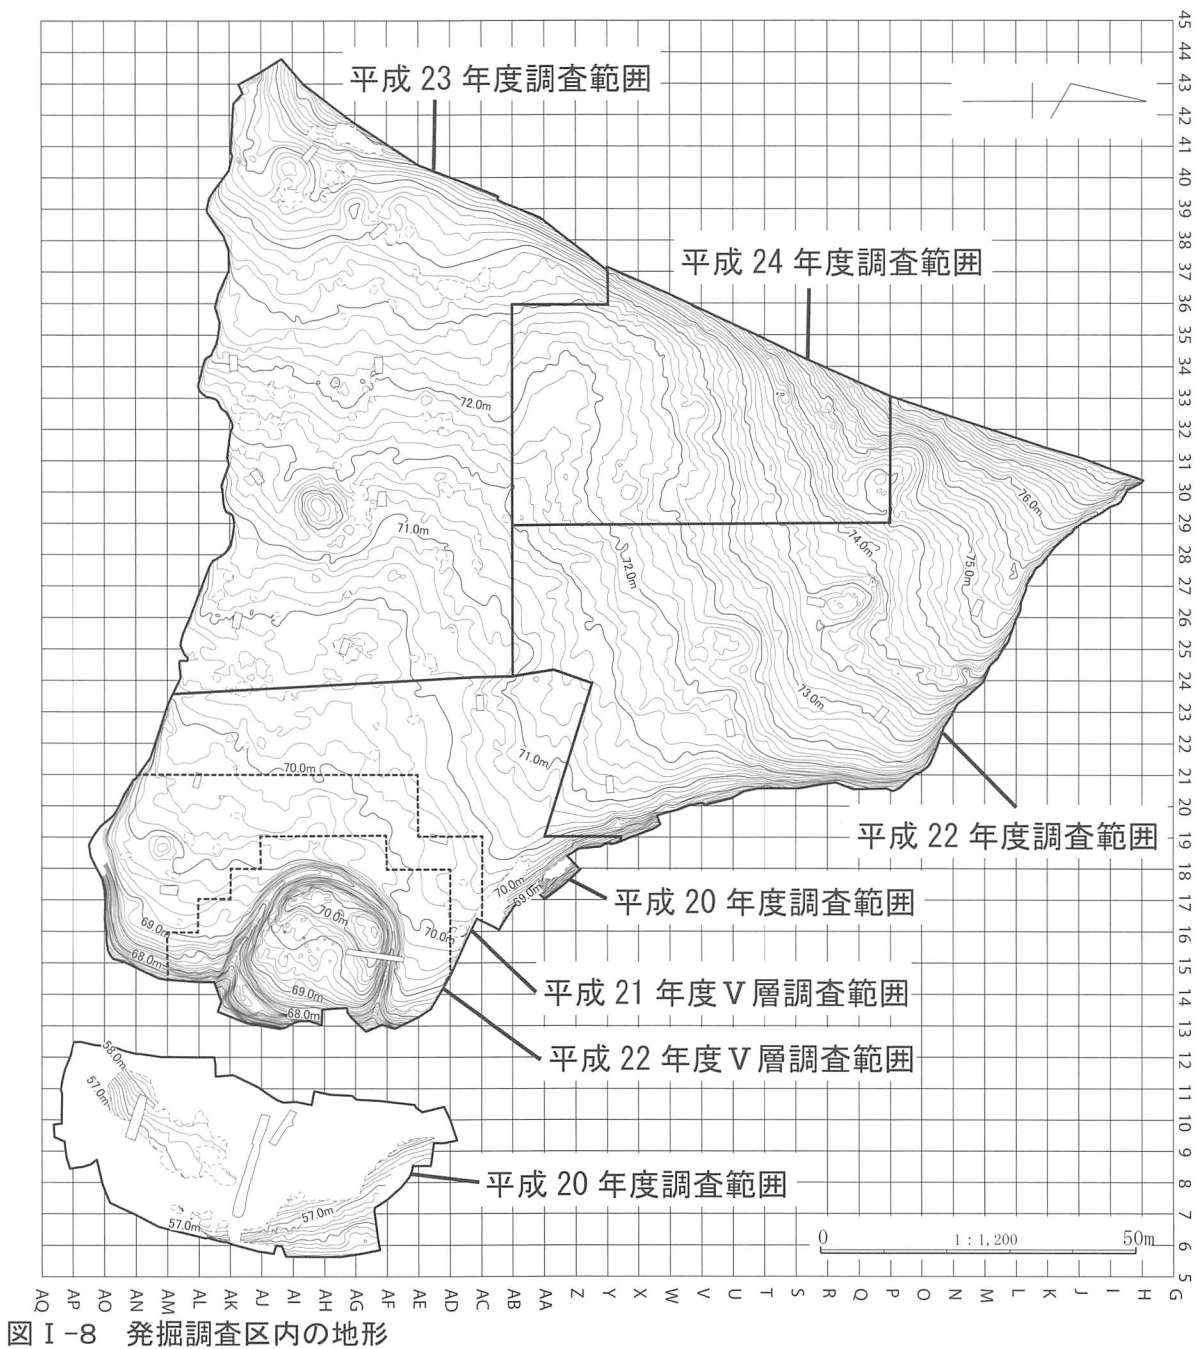 平成 23 年度調査範囲
平成 24 年度調査範囲
72.0m
76.0m
71.0m
74.0m
72.0m
75.0m
73.0m
71.0m
70.0m
平成 22 年度調査範囲
70.0m
69.0m
平成 20 年度調査範囲
70.0m
69.0m
70.0m
68.0m
平成 21 年度Ⅴ層調査範囲
69.0m
68.0m
平成 22 年度Ⅴ層調査範囲
58.0m
57.0m
平成 20 年度調査範囲
57.0m
57.0m
0 1:1,200 50m
45
44
43
42
41
40
39
38
37
36
35
34
33
32
31
30
29
28
27
26
25
24
23
22
21
20
19
18
17
16
15
14
13
12
11
10
9
8
7
6
5
AQ AP AO AN AM AL AK AJ AI AH AG AF AE AD AC AB AA Z Y X W V U T S R Q P O N M L K J I H G
図Ⅰ-8 発掘調査区内の地形